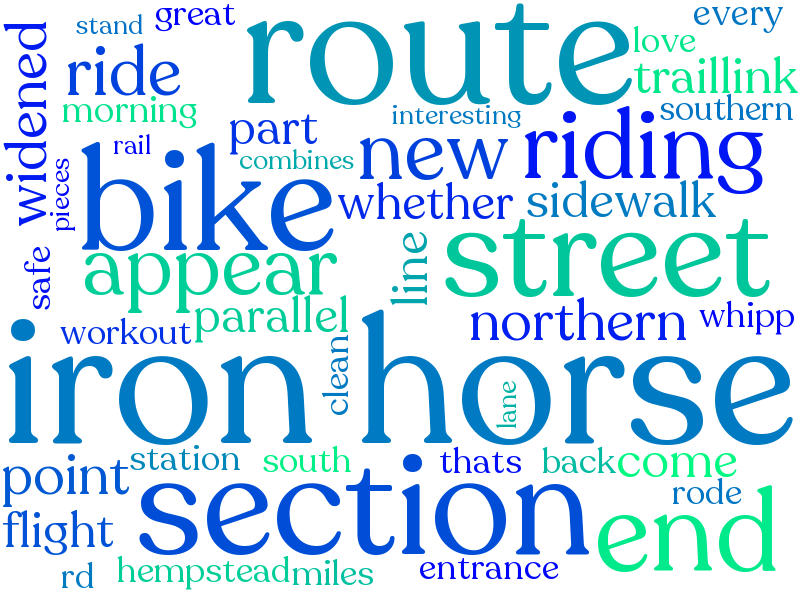 stand great every
route
love
ride traillink
widened
morning interesting southern
part
rail new riding
combines
pieces bike whether sidewalk
safe appear line street
parallel
workout northern whipp
iron horse
clean
lane
point station south thats back come
section rode
flight end
rd hempstead miles entrance